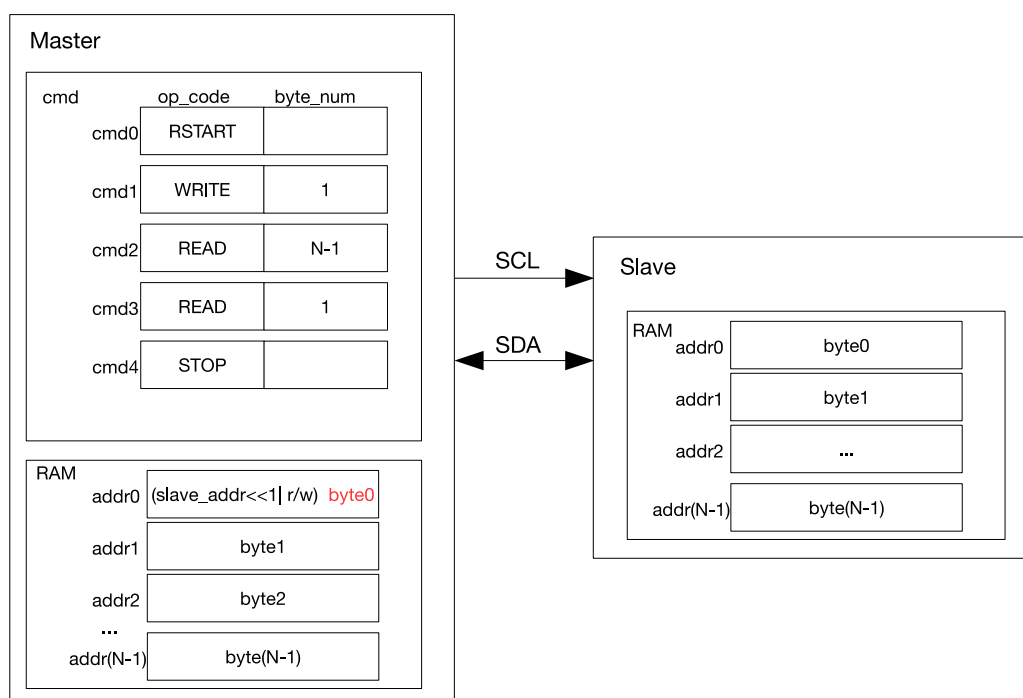 Master
cmd op_code byte_num
cmd0 RSTART
cmd1 WRITE 1
cmd2 READ N-1
cmd3 READ 1
cmd4 STOP
RAM
addr0 (slave_addr<<1| r/w) byte0
addr1 byte1
addr2 byte2
...
addr(N-1) byte(N-1)
SCL
SDA
Slave
RAM
addr0 byte0
addr1 byte1
addr2 ...
addr(N-1) byte(N-1)